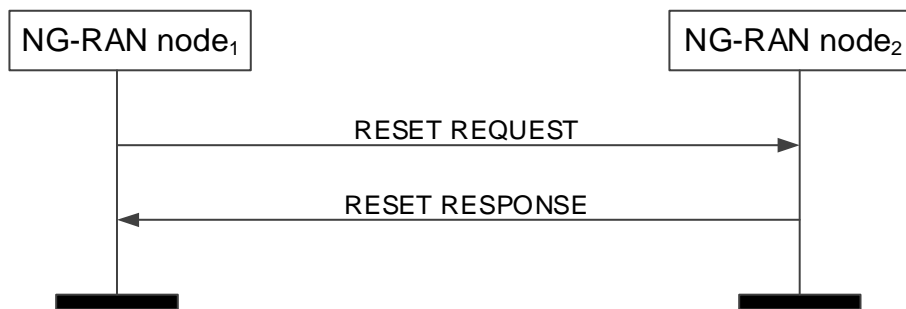 NG-RAN node₁
NG-RAN node₂
RESET REQUEST
RESET RESPONSE